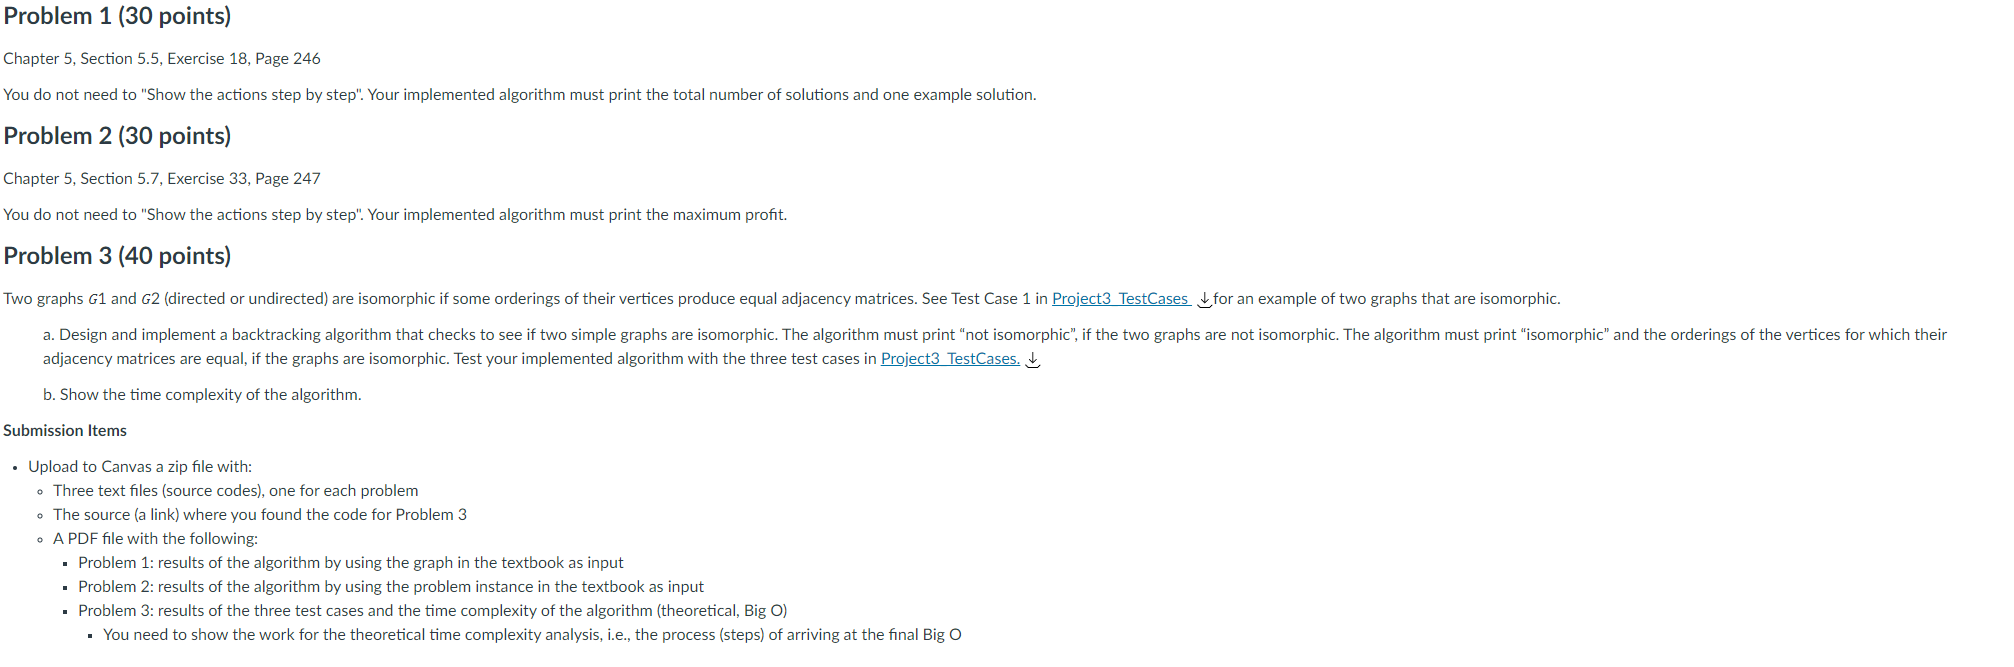 Problem 1 (30 points)
Chapter 5, Section 5.5, Exercise 18, Page 246
You do not need to "Show the actions step by step". Your implemented algorithm must print the total number of solutions and one example solution.
Problem 2 (30 points)
Chapter 5, Section 5.7, Exercise 33, Page 247
You do not need to "Show the actions step by step". Your implemented algorithm must print the maximum profit.
Problem 3 (40 points)
Two graphs G1 and G2 (directed or undirected) are isomorphic if some orderings of their vertices produce equal adjacency matrices. See Test Case 1 in Project3_TestCases for an example of two graphs that are isomorphic.
a. Design and implement a backtracking algorithm that checks to see if two simple graphs are isomorphic. The algorithm must print “not isomorphic”, if the two graphs are not isomorphic. The algorithm must print “isomorphic” and the orderings of the vertices for which their
adjacency matrices are equal, if the graphs are isomorphic. Test your implemented algorithm with the three test cases in Project3_TestCases.
b. Show the time complexity of the algorithm.
Submission Items
• Upload to Canvas a zip file with:
◦ Three text files (source codes), one for each problem
◦ The source (a link) where you found the code for Problem 3
◦ A PDF file with the following:
▪ Problem 1: results of the algorithm by using the graph in the textbook as input
▪ Problem 2: results of the algorithm by using the problem instance in the textbook as input
▪ Problem 3: results of the three test cases and the time complexity of the algorithm (theoretical, Big O)
▪ You need to show the work for the theoretical time complexity analysis, i.e., the process (steps) of arriving at the final Big O